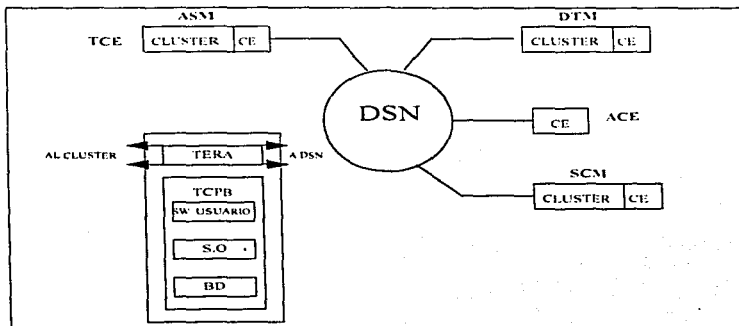 ASM
DTM
TCE
CLUSTER CE
CLUSTER CE
DSN
CE
ACE
SCM
CLUSTER CE
AL CLUSTER
TERA
A DSN
TCPB
SW USUARIO
S.O
BD